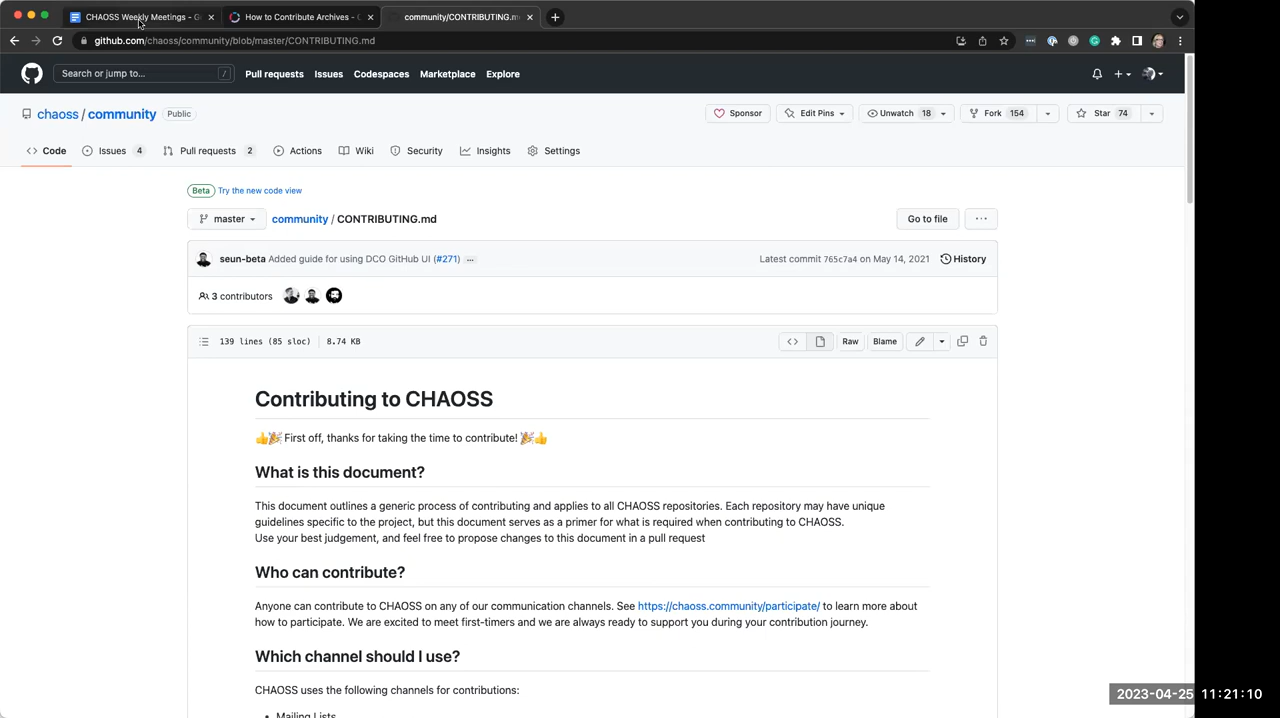 CHAOSS Weekly Meetings - G
How to Contribute Archives - C
community/CONTRIBUTING.m
github.com/chaoss/community/blob/master/CONTRIBUTING.md
Search or jump to... /
Pull requests Issues Codespaces Marketplace Explore
chaoss / community Public
Sponsor Edit Pins Unwatch 18 Fork 154 Star 74
Code Issues 4 Pull requests 2 Actions Wiki Security Insights Settings
Beta Try the new code view
master community / CONTRIBUTING.md Go to file ...
seun-beta Added guide for using DCO GitHub UI (#271) ... Latest commit 765c7a4 on May 14, 2021 History
3 contributors
139 lines (85 sloc) 8.74 KB Raw Blame
Contributing to CHAOSS
👍🎉 First off, thanks for taking the time to contribute! 🎉👍
What is this document?
This document outlines a generic process of contributing and applies to all CHAOSS repositories. Each repository may have unique
guidelines specific to the project, but this document serves as a primer for what is required when contributing to CHAOSS.
Use your best judgement, and feel free to propose changes to this document in a pull request
Who can contribute?
Anyone can contribute to CHAOSS on any of our communication channels. See https://chaoss.community/participate/ to learn more about
how to participate. We are excited to meet first-timers and we are always ready to support you during your contribution journey.
Which channel should I use?
CHAOSS uses the following channels for contributions:
• Mailing Lists
2023-04-25 11:21:10